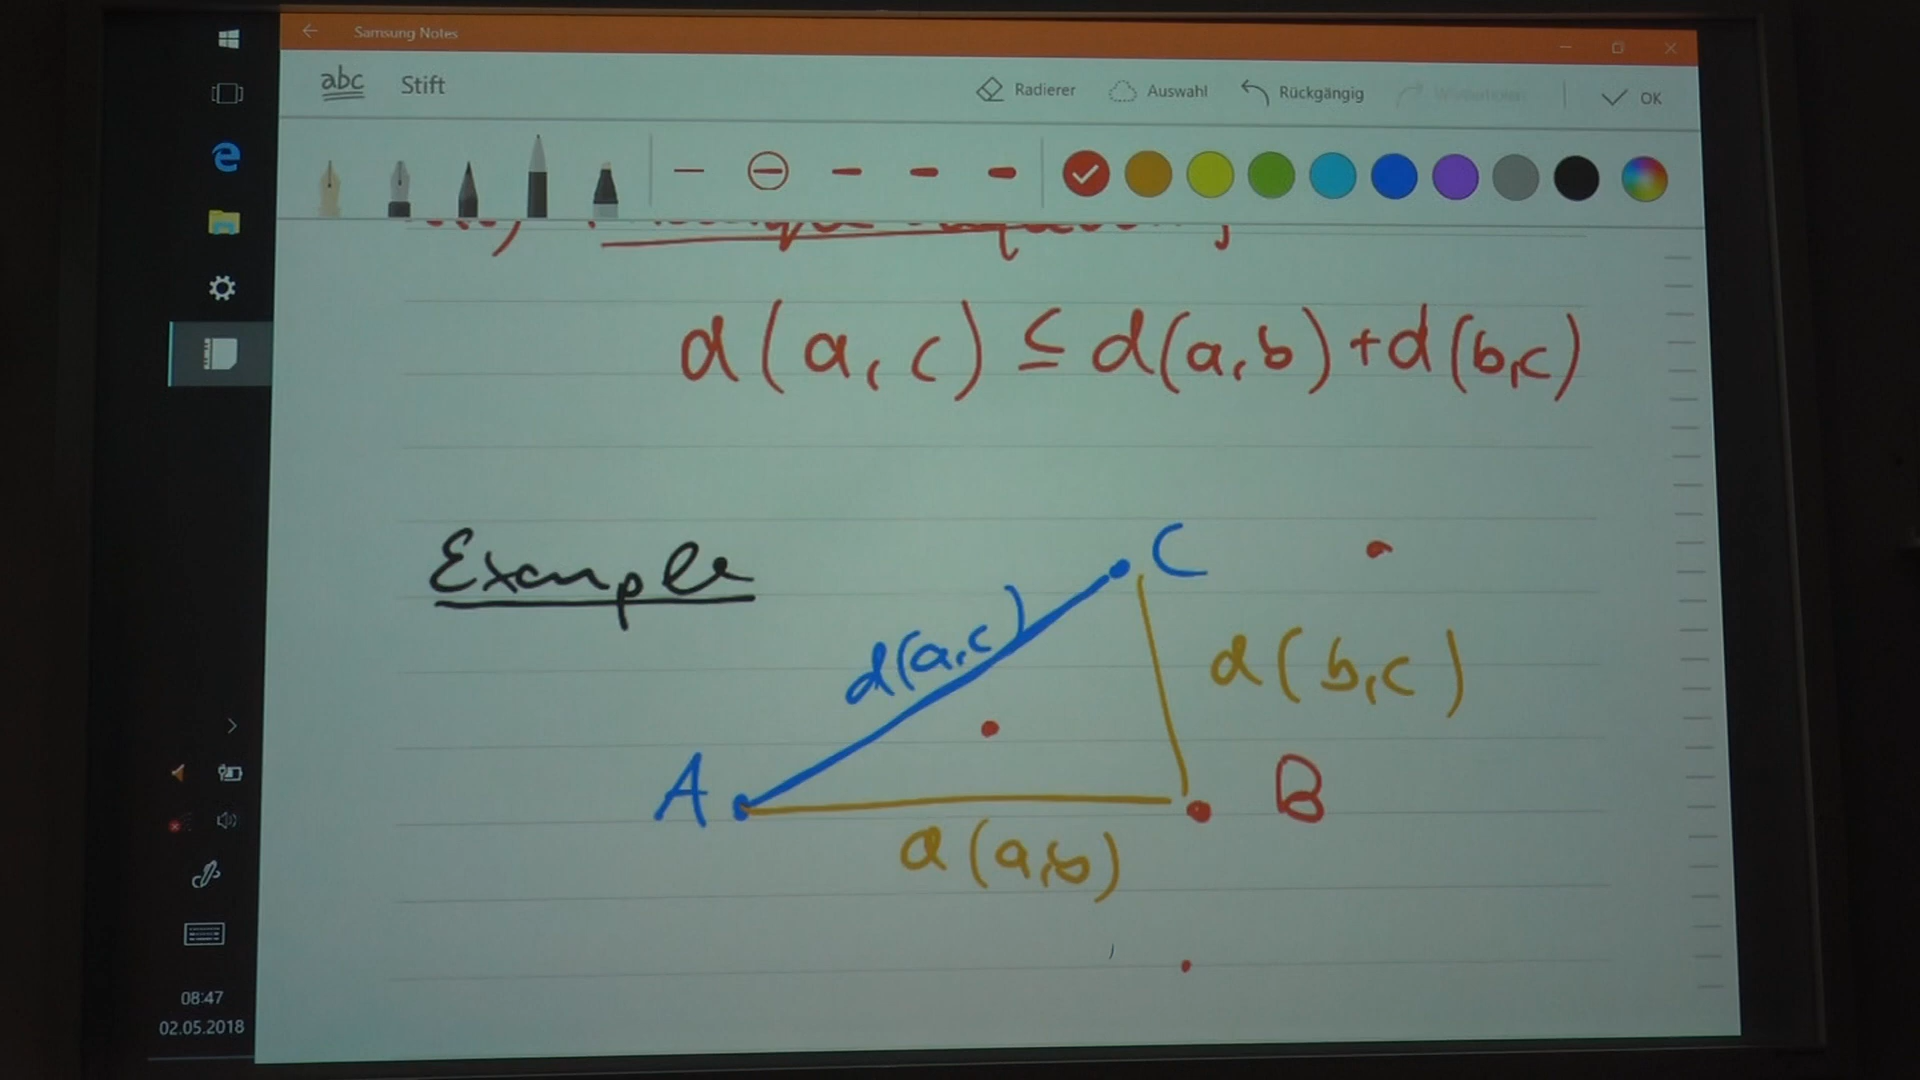 Samsung Notes
abc Stift Radierer Auswahl Rückgängig OK
d(a,c) ≤ d(a,b)+d(b,c)
Example
C
d(a,c)
d(b,c)
A
B
d(a,b)
08:47
02.05.2018